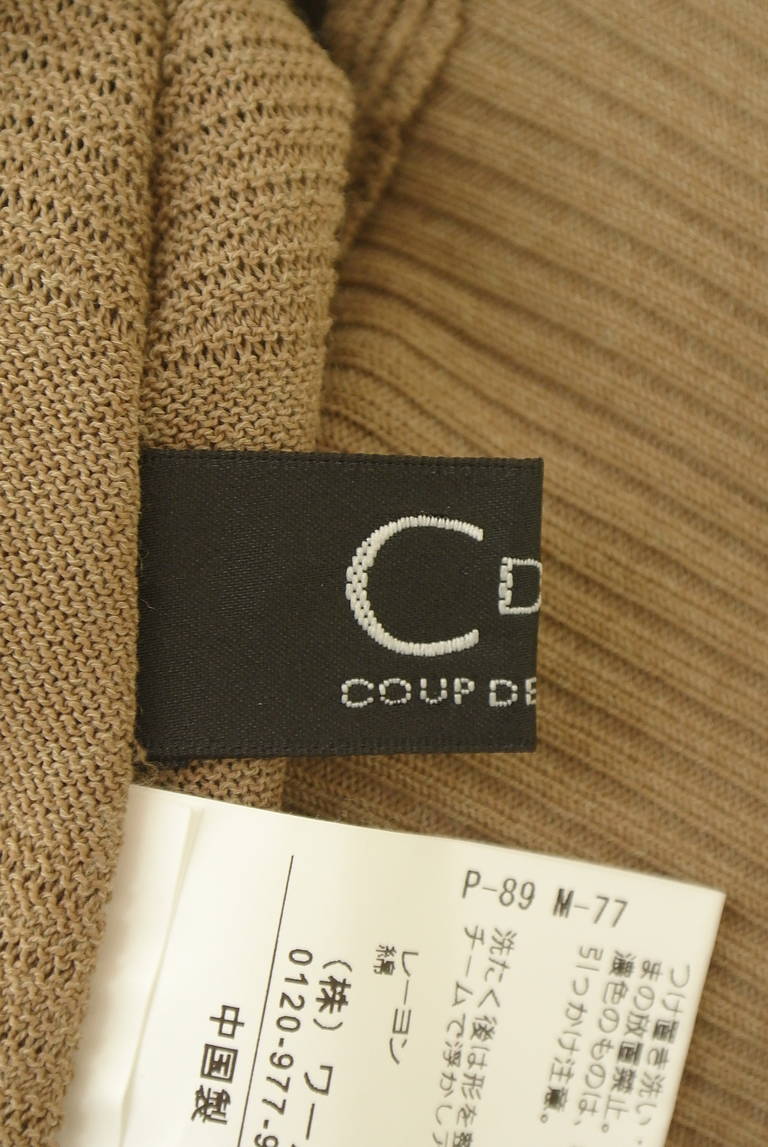 C D
COUP DE
P-89 M-77
つけ置き洗い、
まの放置禁止。
濃色のものは、
引っかけ注意。
洗たく後は形を整
チームで浮かし
レーヨン
綿
(株) ワー
0120-977-9
中国製